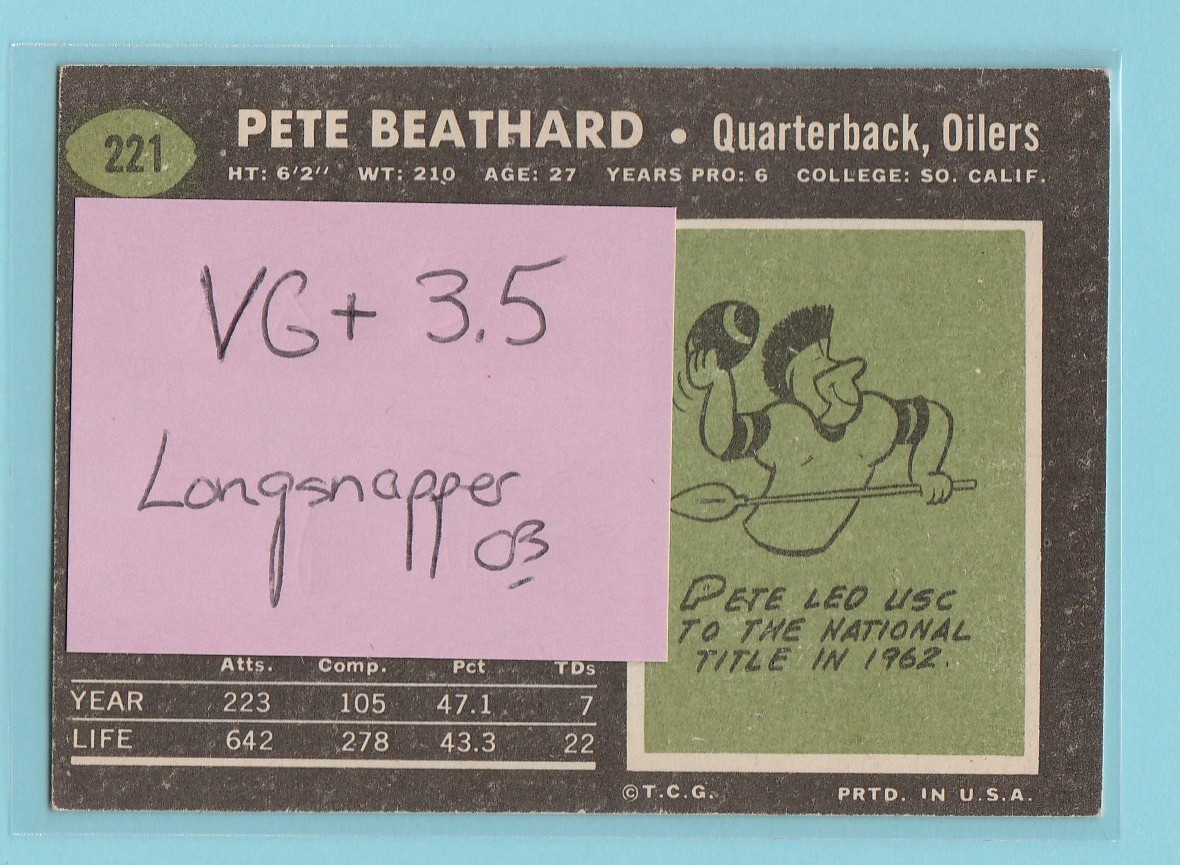 221
PETE BEATHARD • Quarterback, Oilers
HT: 6'2" WT: 210 AGE: 27 YEARS PRO: 6 COLLEGE: SO. CALIF.
VG+ 3.5
Longsnapper
OB
PETE LED USC
TO THE NATIONAL
TITLE IN 1962.
Atts. Comp. Pct TDs
YEAR 223 105 47.1 7
LIFE 642 278 43.3 22
©T.C.G. PRTD. IN U.S.A.